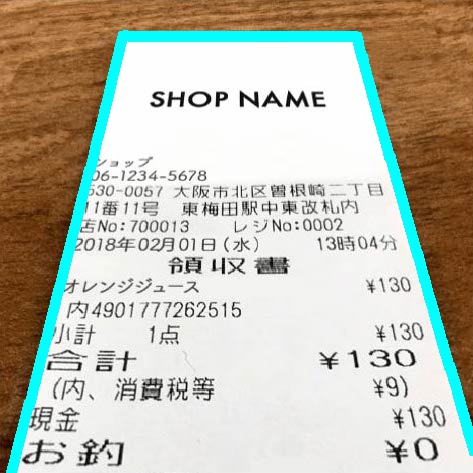 SHOP NAME
ショップ
06-1234-5678
530-0057 大阪市北区曽根崎二丁目
11番11号 東梅田駅中東改札内
店No:700013 レジNo:0002
2018年02月01日(水) 13時04分
領収書
オレンジジュース ¥130
内4901777262515
小計 1点 ¥130
合計 ¥130
(内、消費税等 ¥9)
現金 ¥130
お釣 ¥0